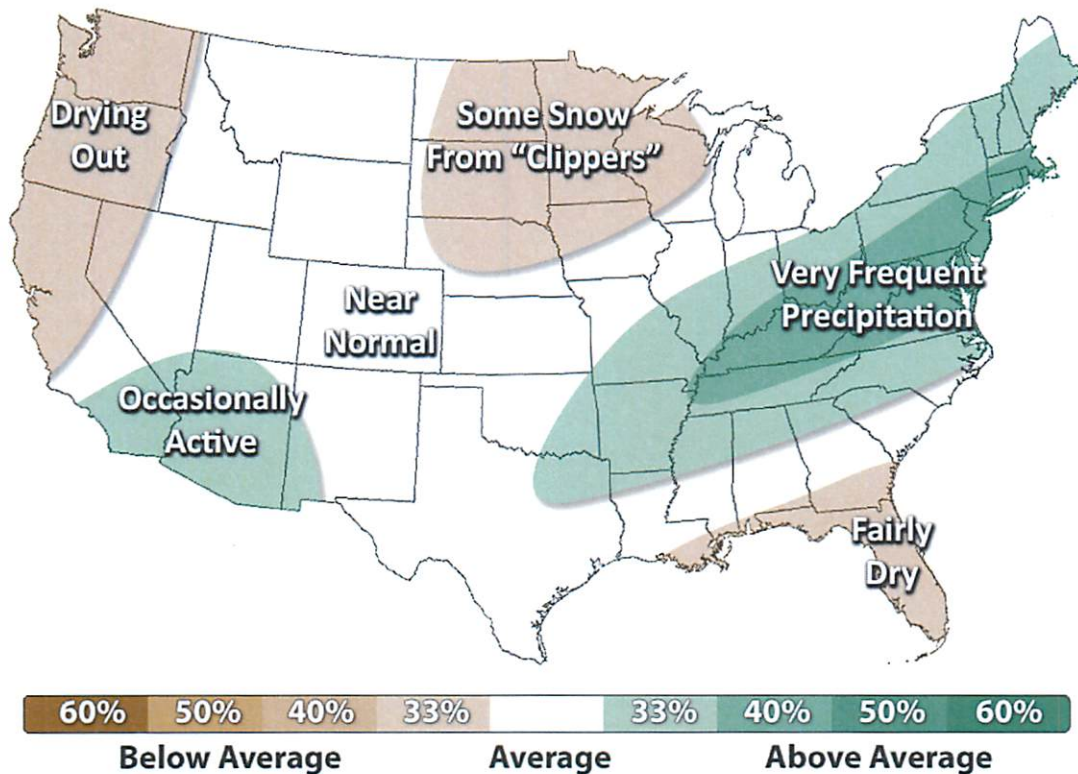 Drying
Out
Some Snow
From “Clippers”
Very Frequent
Precipitation
Near
Normal
Occasionally
Active
Fairly
Dry
60% 50% 40% 33% 33% 40% 50% 60%
Below Average Average Above Average